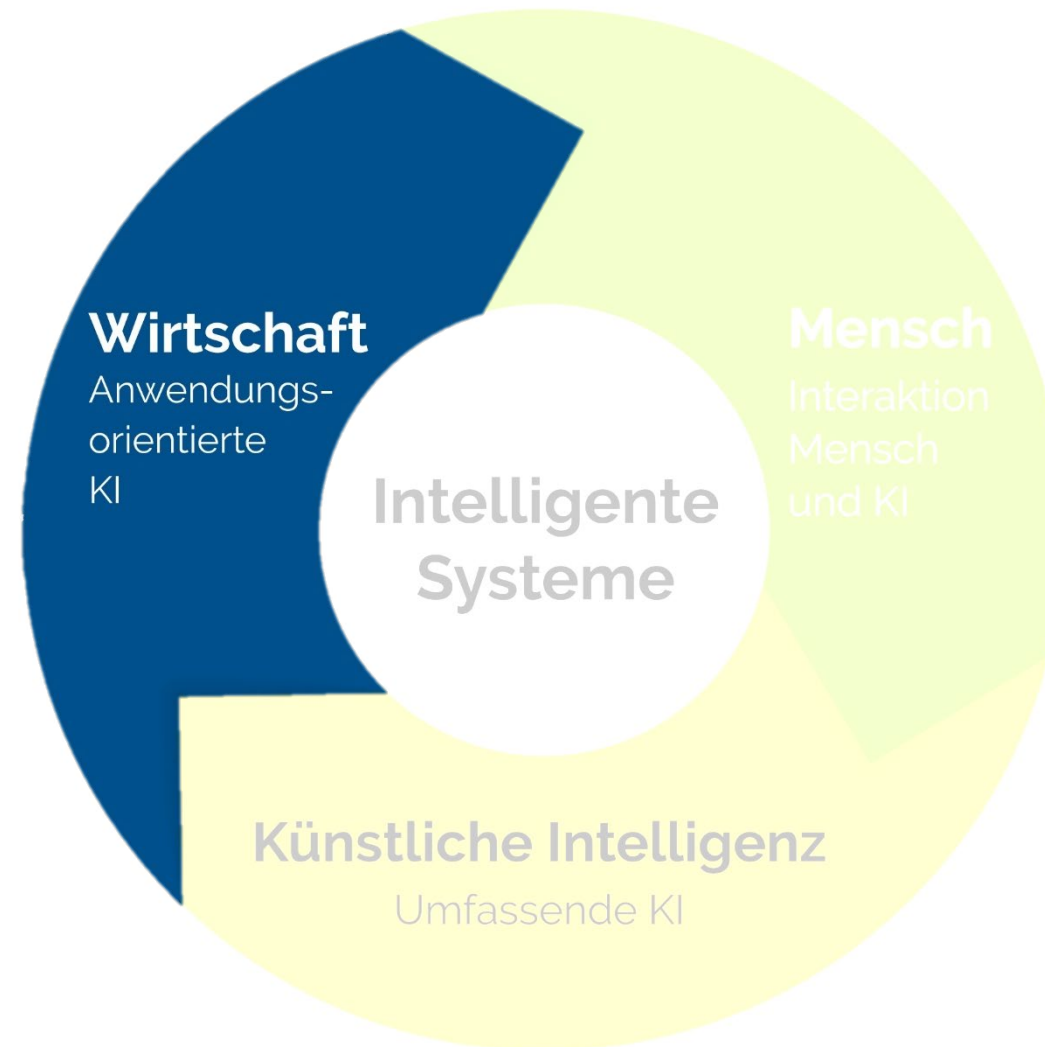 Wirtschaft
Anwendungs-
orientierte
KI
Mensch
Interaktion
Mensch
und KI
Intelligente
Systeme
Künstliche Intelligenz
Umfassende KI